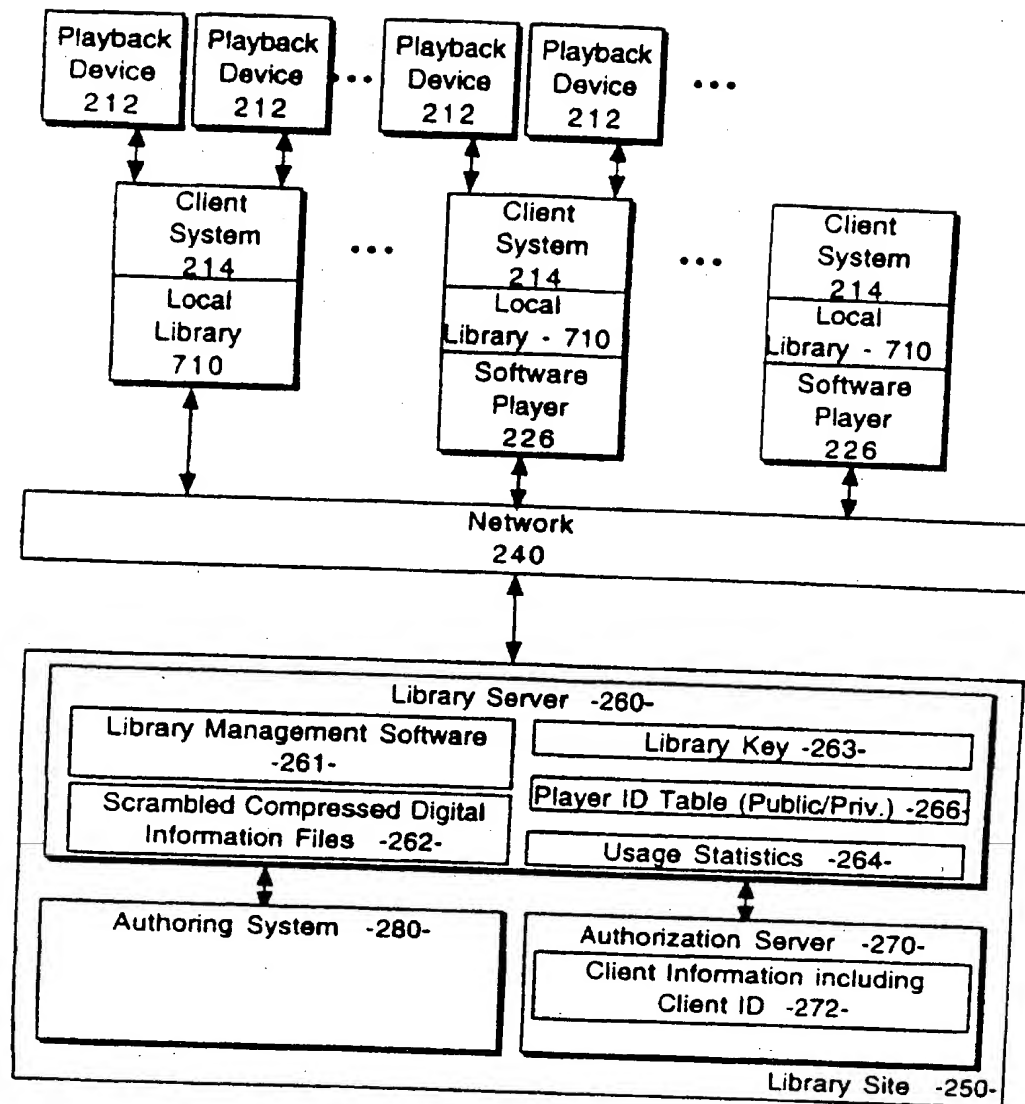 Playback
Device
212
Playback
Device
212
...
Playback
Device
212
Playback
Device
212
...
Client
System
214
Local
Library
710
...
Client
System
214
Local
Library - 710
Software
Player
226
...
Client
System
214
Local
Library - 710
Software
Player
226
Network
240
Library Server -260-
Library Management Software
-261-
Scrambled Compressed Digital
Information Files -262-
Library Key -263-
Player ID Table (Public/Priv.) -266-
Usage Statistics -264-
Authoring System -280-
Authorization Server -270-
Client Information including
Client ID -272-
Library Site -250-